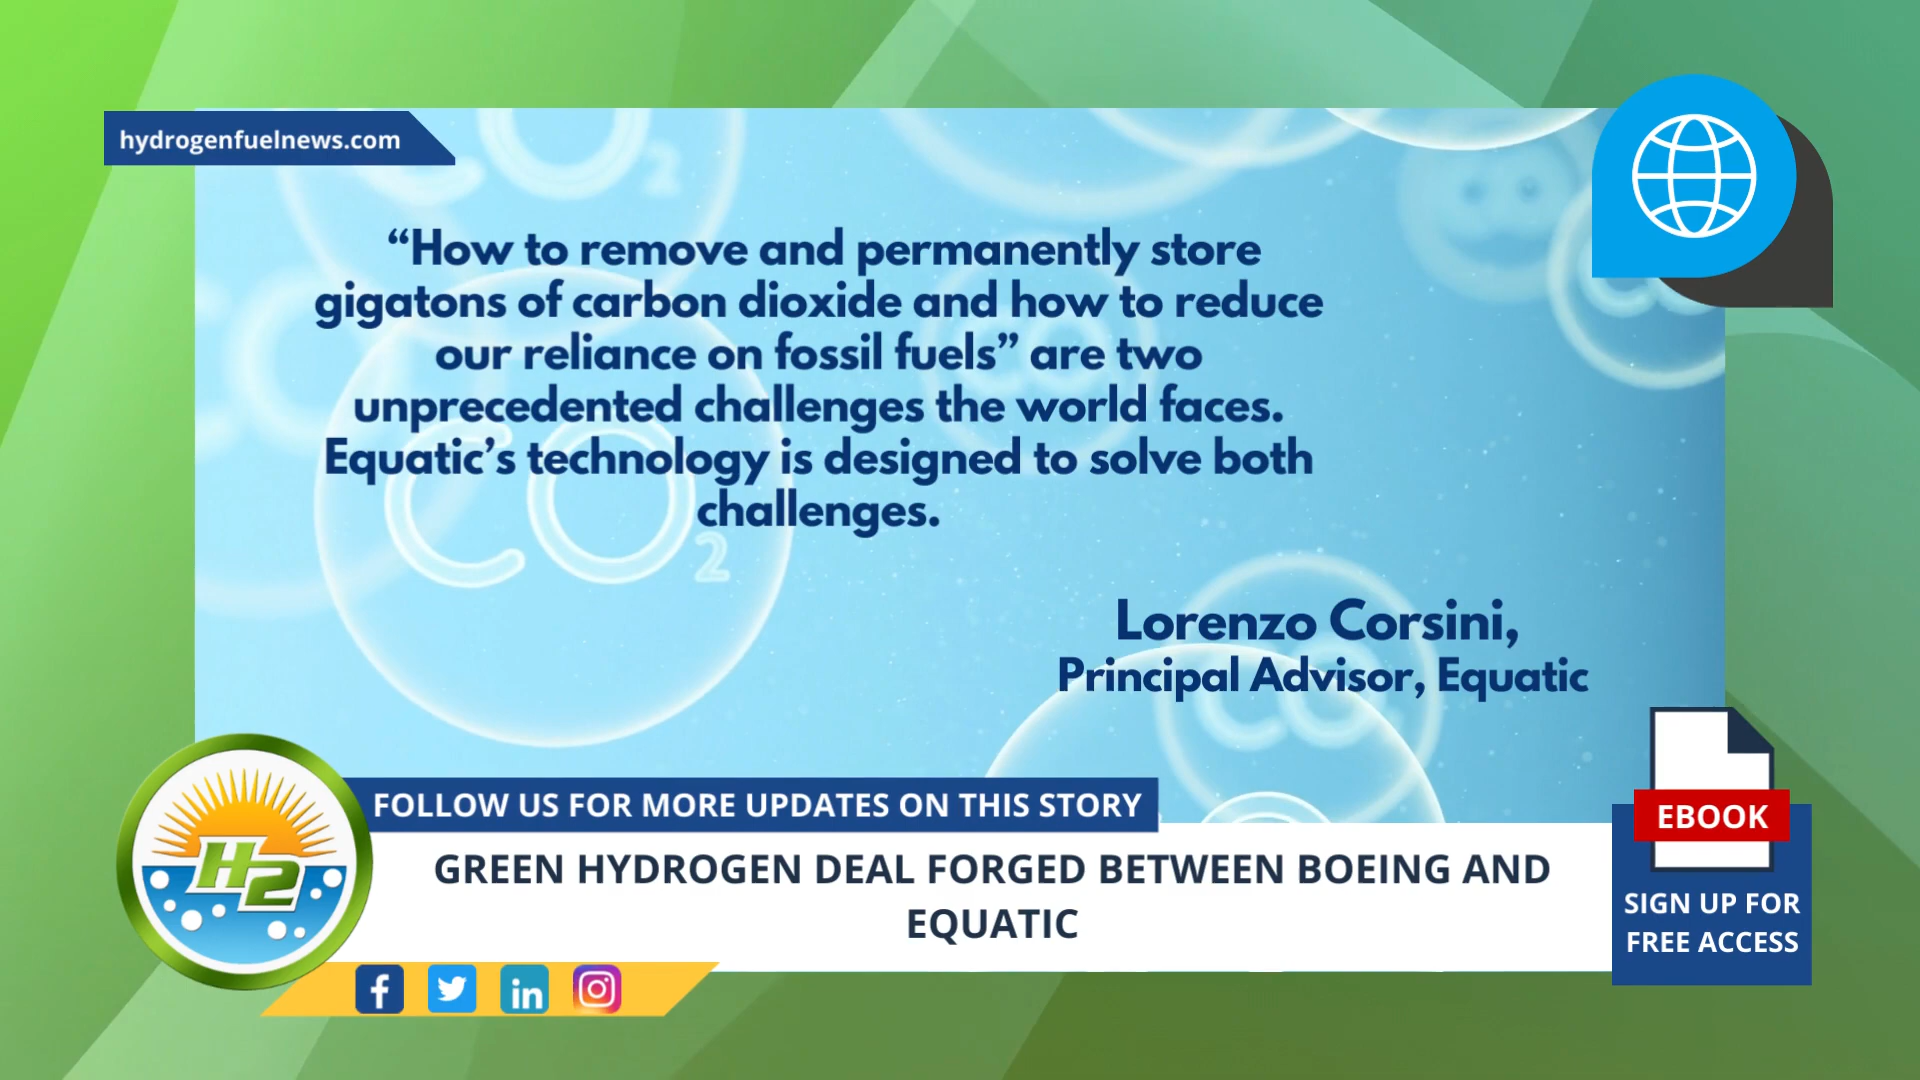 hydrogenfuelnews.com
“How to remove and permanently store
gigatons of carbon dioxide and how to reduce
our reliance on fossil fuels” are two
unprecedented challenges the world faces.
Equatic’s technology is designed to solve both
challenges.
CO2
CO2
Lorenzo Corsini,
Principal Advisor, Equatic
CO2
H2
FOLLOW US FOR MORE UPDATES ON THIS STORY
GREEN HYDROGEN DEAL FORGED BETWEEN BOEING AND
EQUATIC
EBOOK
SIGN UP FOR
FREE ACCESS